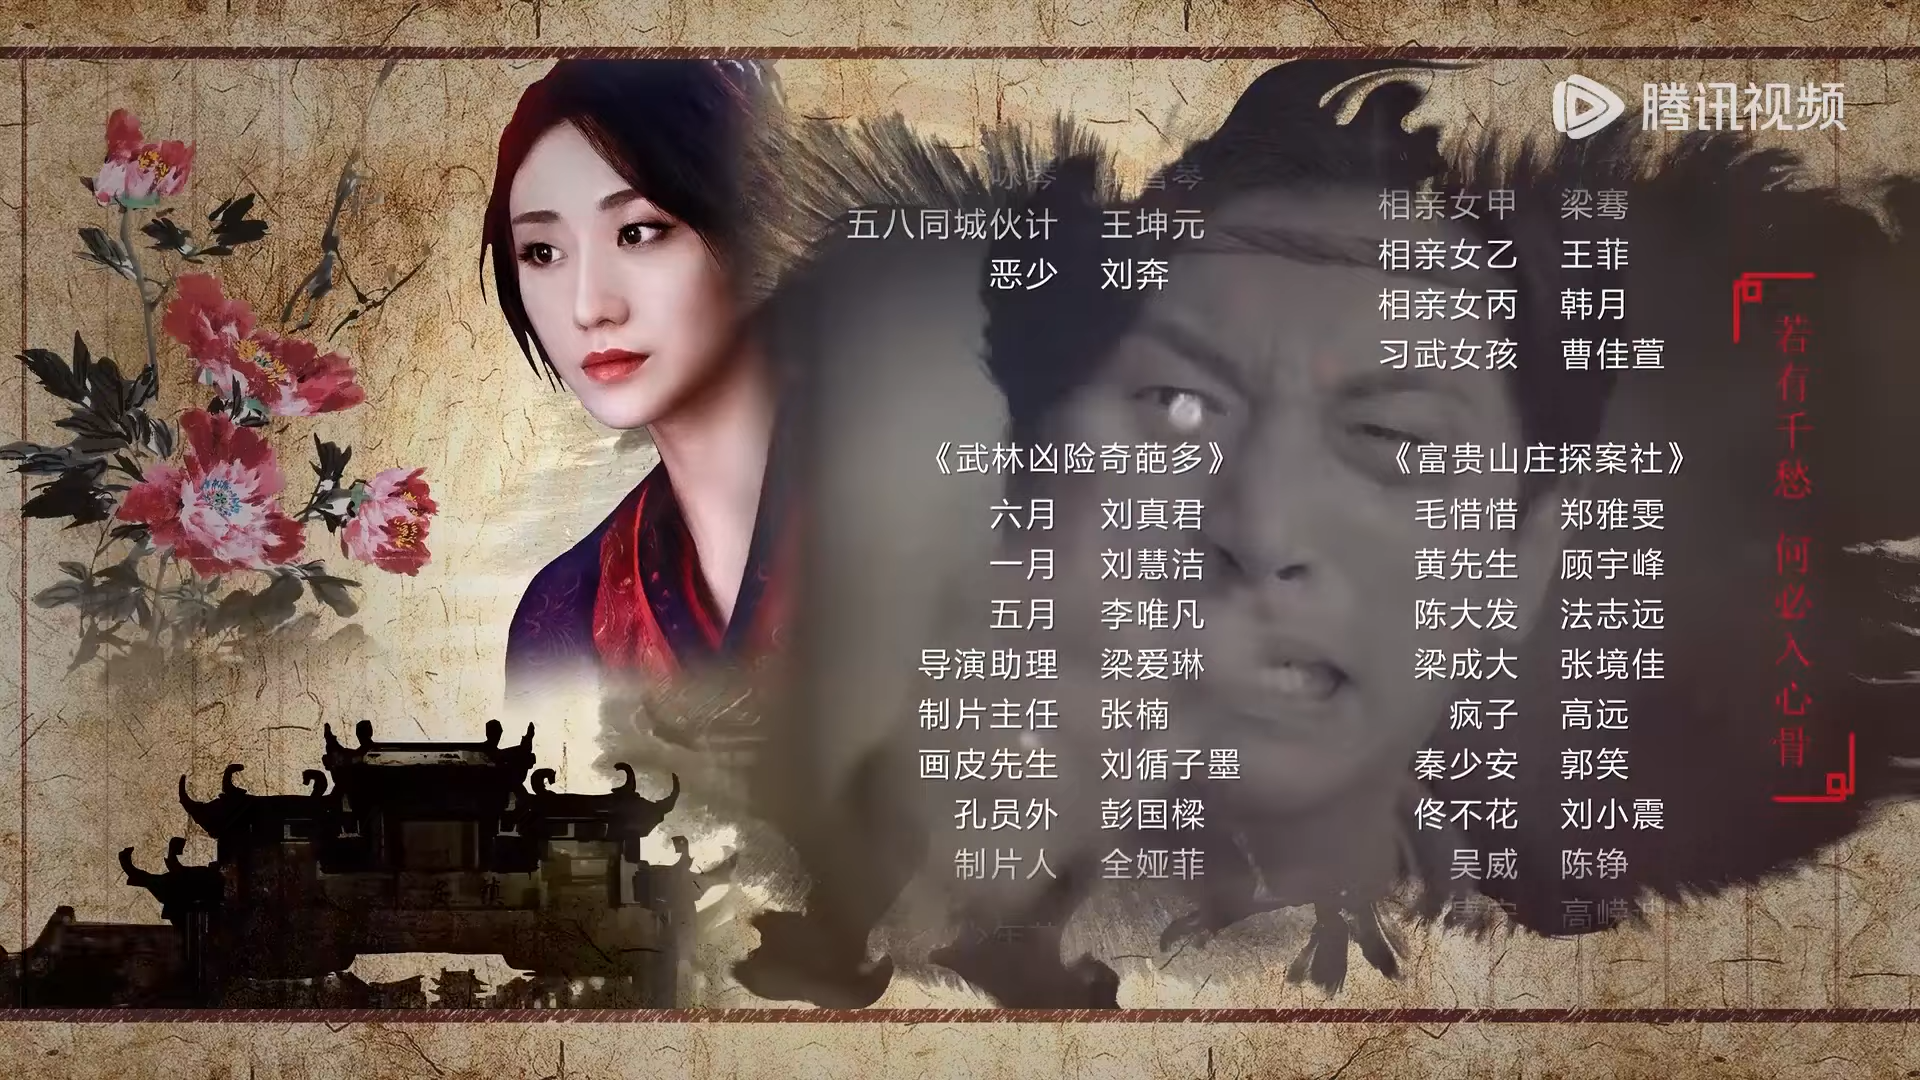 腾讯视频
五八同城伙计 王坤元
恶少 刘奔
《武林凶险奇葩多》
六月 刘真君
一月 刘慧洁
五月 李唯凡
导演助理 梁爱琳
制片主任 张楠
画皮先生 刘循子墨
孔员外 彭国樑
制片人 全娅菲
相亲女甲 梁骞
相亲女乙 王菲
相亲女丙 韩月
习武女孩 曹佳萱
《富贵山庄探案社》
毛惜惜 郑雅雯
黄先生 顾宇峰
陈大发 法志远
梁成大 张境佳
疯子 高远
秦少安 郭笑
佟不花 刘小震
吴威 陈铮
若有千愁 何必入心骨